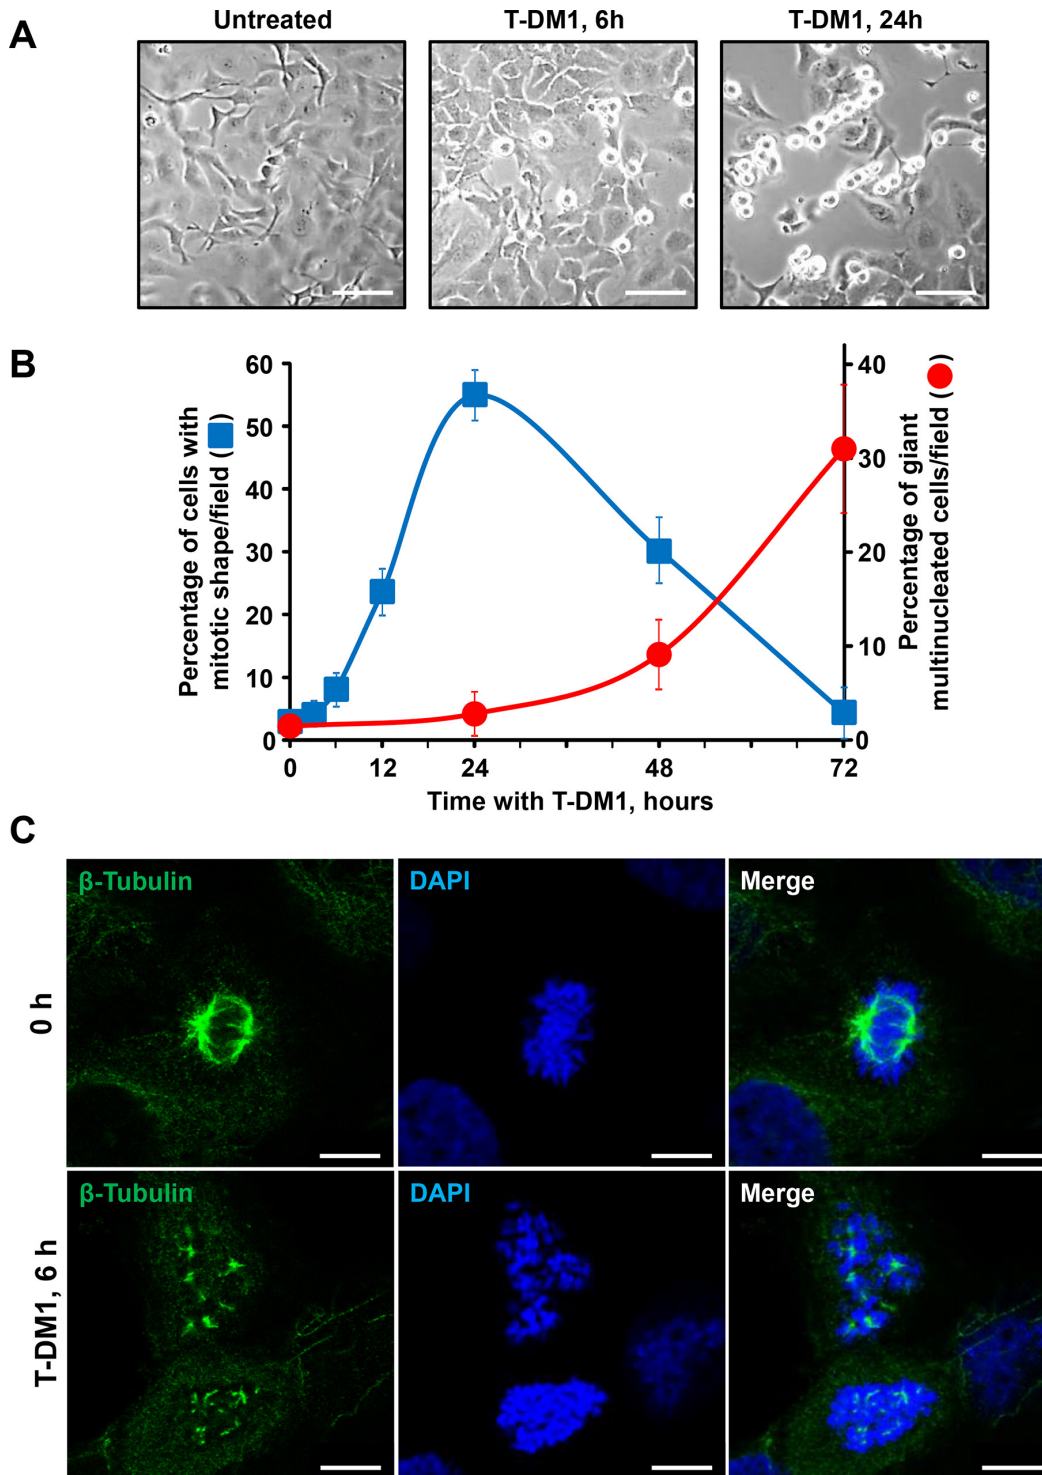 A
Untreated
T-DM1, 6h
T-DM1, 24h
B
Percentage of cells with
mitotic shape/field ( )
60
50
40
30
20
10
0
40
30
20
10
0
Percentage of giant
multinucleated cells/field ( )
0
12
24
48
72
Time with T-DM1, hours
C
0 h
β-Tubulin
DAPI
Merge
T-DM1, 6 h
β-Tubulin
DAPI
Merge